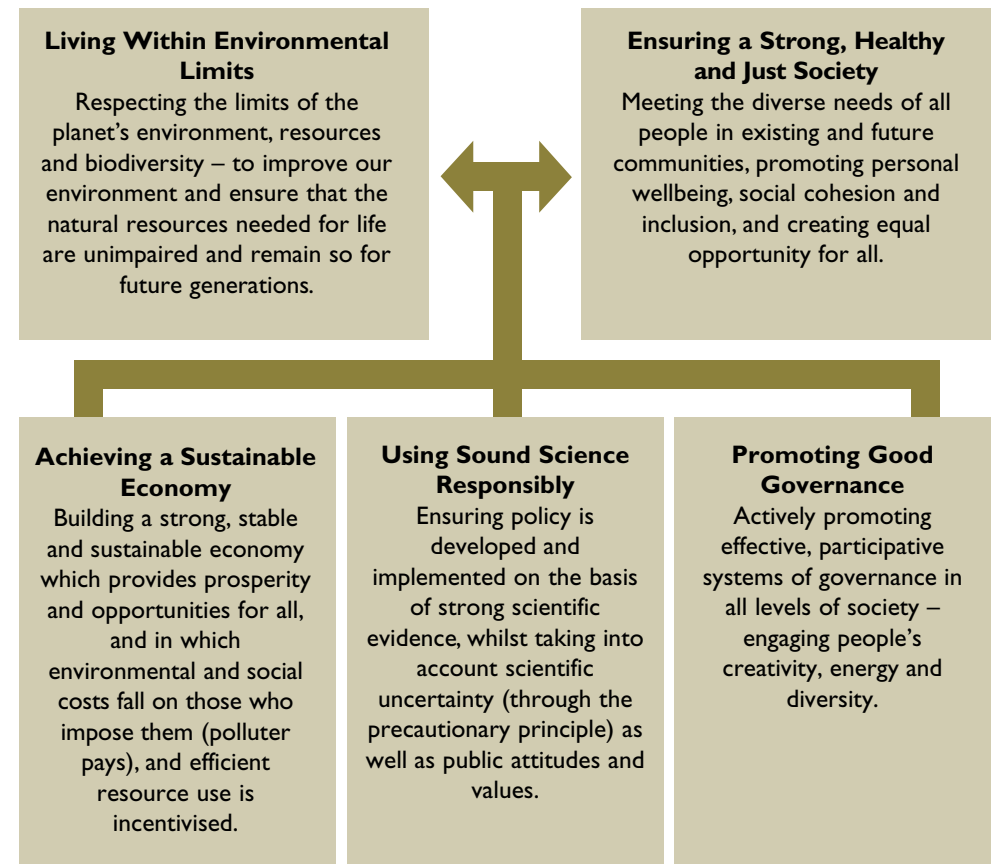 Living Within Environmental
Limits
Respecting the limits of the
planet’s environment, resources
and biodiversity – to improve our
environment and ensure that the
natural resources needed for life
are unimpaired and remain so for
future generations.
Ensuring a Strong, Healthy
and Just Society
Meeting the diverse needs of all
people in existing and future
communities, promoting personal
wellbeing, social cohesion and
inclusion, and creating equal
opportunity for all.
Achieving a Sustainable
Economy
Building a strong, stable
and sustainable economy
which provides prosperity
and opportunities for all,
and in which
environmental and social
costs fall on those who
impose them (polluter
pays), and efficient
resource use is
incentivised.
Using Sound Science
Responsibly
Ensuring policy is
developed and
implemented on the basis
of strong scientific
evidence, whilst taking into
account scientific
uncertainty (through the
precautionary principle) as
well as public attitudes and
values.
Promoting Good
Governance
Actively promoting
effective, participative
systems of governance in
all levels of society –
engaging people’s
creativity, energy and
diversity.